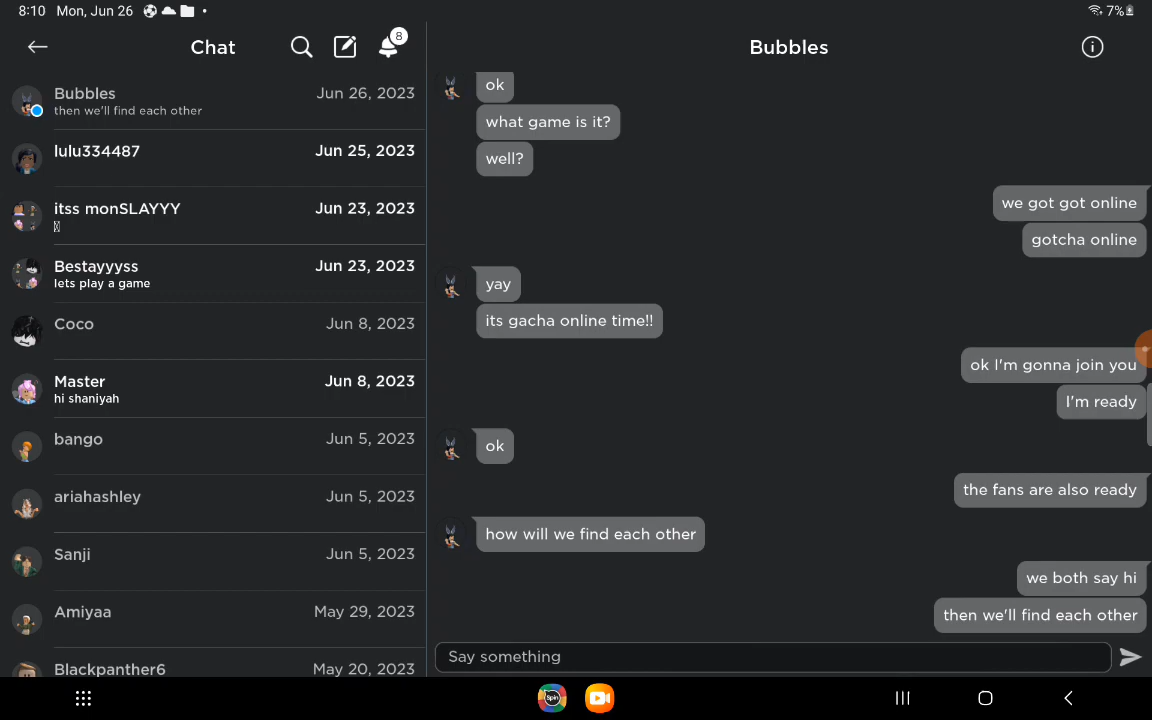 8:10 Mon, Jun 26
7%
Chat
8
Bubbles
Jun 26, 2023
then we'll find each other
lulu334487
Jun 25, 2023
itss monSLAYYY
Jun 23, 2023
Bestayyyss
Jun 23, 2023
lets play a game
Coco
Jun 8, 2023
Master
Jun 8, 2023
hi shaniyah
bango
Jun 5, 2023
ariahashley
Jun 5, 2023
Sanji
Jun 5, 2023
Amiyaa
May 29, 2023
Blackpanther6
May 20, 2023
Bubbles
ok
what game is it?
well?
we got got online
gotcha online
yay
its gacha online time!!
ok I'm gonna join you
I'm ready
ok
the fans are also ready
how will we find each other
we both say hi
then we'll find each other
Say something
Spin